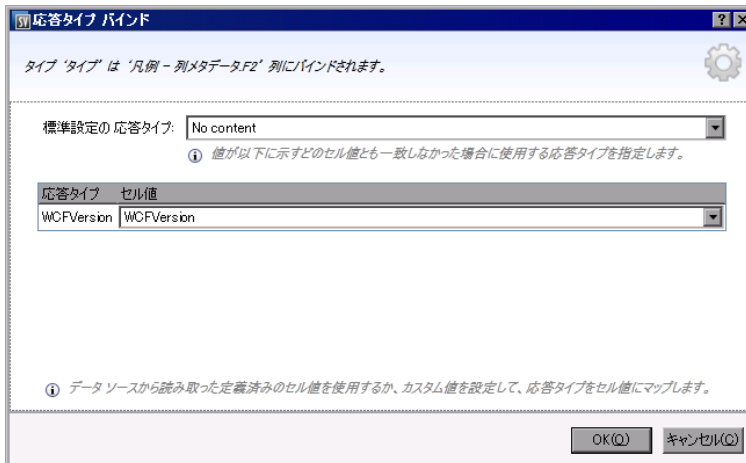 SV 応答タイプ バインド
タイプ ‘タイプ’ は ‘凡例 – 列メタデータ.F2’ 列にバインドされます。
標準設定の 応答タイプ: No content
値が以下に示すどのセル値とも一致しなかった場合に使用する応答タイプを指定します。
応答タイプ セル値
WCFVersion WCFVersion
データ ソースから読み取った定義済みのセル値を使用するか、カスタム値を設定して、応答タイプをセル値にマップします。
OK(O) キャンセル(C)